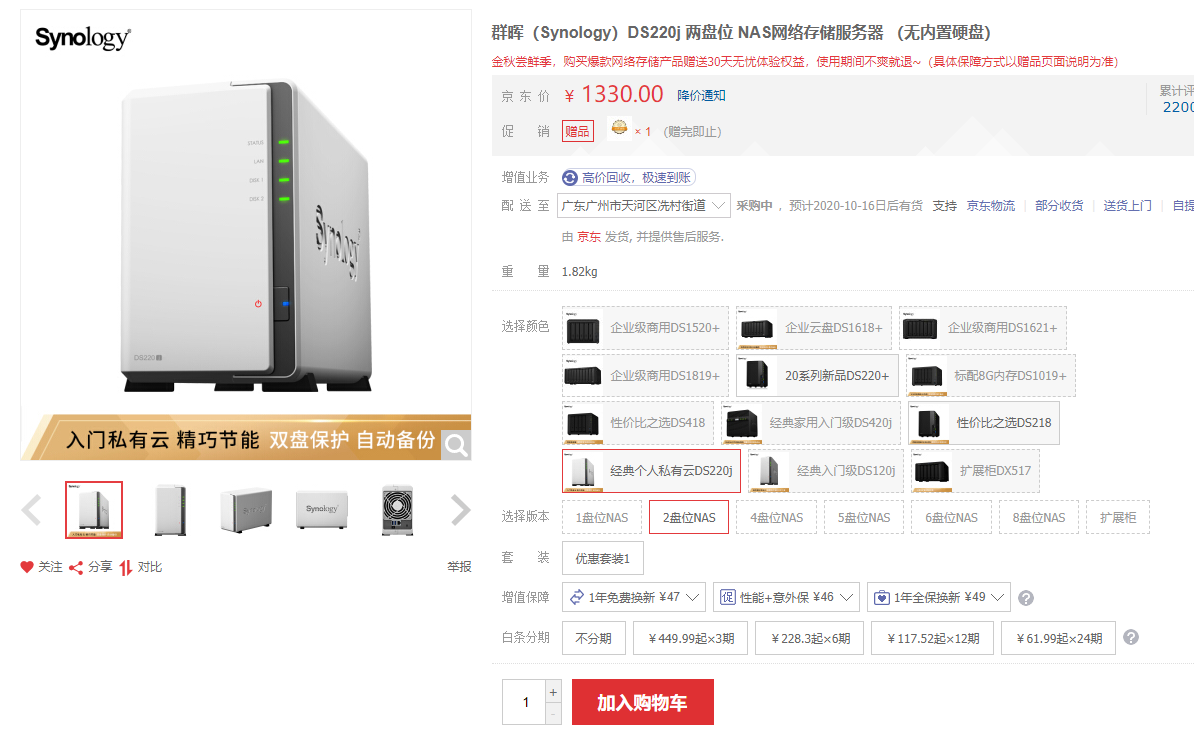 Synology
STATUS
LAN
DISK 1
DISK 2
Synology
DS220j
入门私有云 精巧节能 双盘保护 自动备份
Synology
关注 分享 对比 举报
群晖（Synology）DS220j 两盘位 NAS网络存储服务器 （无内置硬盘）
金秋尝鲜季，购买爆款网络存储产品赠送30天无忧体验权益，使用期间不爽就退~（具体保障方式以赠品页面说明为准）
京 东 价 ￥ 1330.00 降价通知
累计评
2200
促 销 赠品 × 1 （赠完即止）
增值业务 高价回收，极速到账
配 送 至 广东广州市天河区冼村街道 采购中 ，预计2020-10-16日后有货 支持 京东物流 部分收货 送货上门 自提
由 京东 发货, 并提供售后服务.
重 量 1.82kg
选择颜色 企业级商用DS1520+ 企业云盘DS1618+ 企业级商用DS1621+
企业级商用DS1819+ 20系列新品DS220+ 标配8G内存DS1019+
性价比之选DS418 经典家用入门级DS420j 性价比之选DS218
经典个人私有云DS220j 经典入门级DS120j 扩展柜DX517
选择版本 1盘位NAS 2盘位NAS 4盘位NAS 5盘位NAS 6盘位NAS 8盘位NAS 扩展柜
套 装 优惠套装1
增值保障 1年免费换新 ¥47 促 性能+意外保 ¥46 1年全保换新 ¥49 ?
白条分期 不分期 ￥449.99起×3期 ￥228.3起×6期 ￥117.52起×12期 ￥61.99起×24期 ?
1 + - 加入购物车